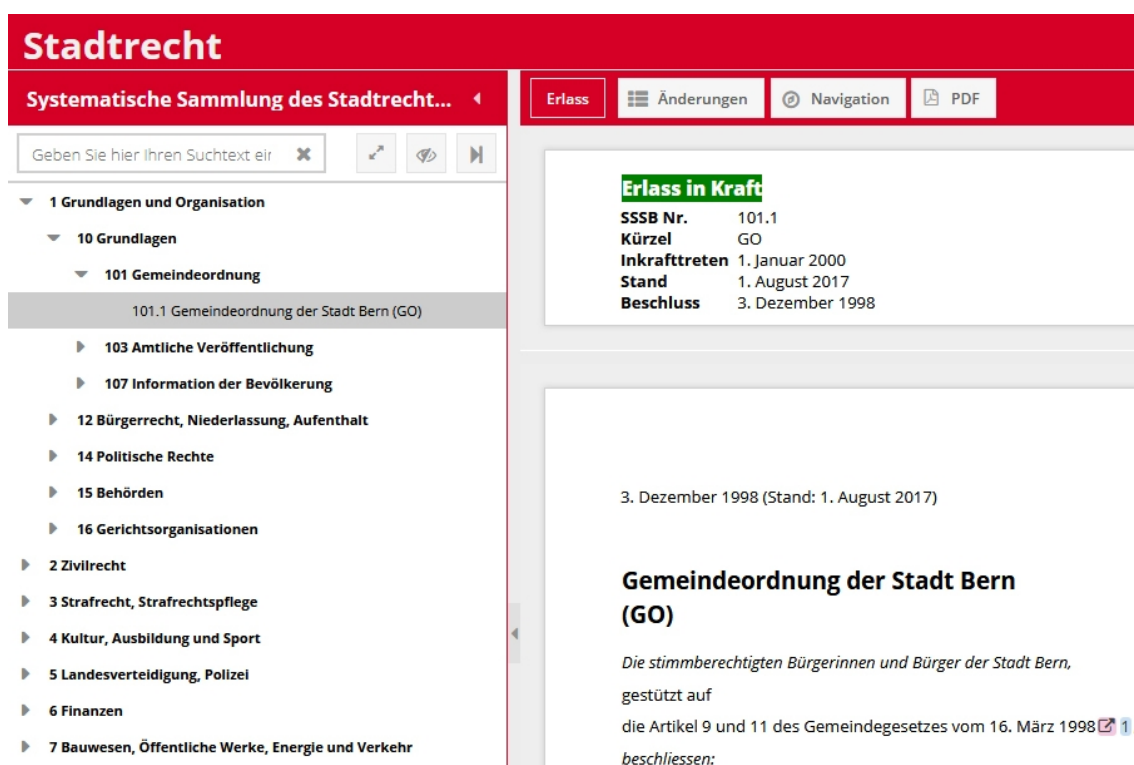 Stadtrecht
Systematische Sammlung des Stadtrecht...
Geben Sie hier Ihren Suchtext eir
1 Grundlagen und Organisation
10 Grundlagen
101 Gemeindeordnung
101.1 Gemeindeordnung der Stadt Bern (GO)
103 Amtliche Veröffentlichung
107 Information der Bevölkerung
12 Bürgerrecht, Niederlassung, Aufenthalt
14 Politische Rechte
15 Behörden
16 Gerichtsorganisationen
2 Zivilrecht
3 Strafrecht, Strafrechtspflege
4 Kultur, Ausbildung und Sport
5 Landesverteidigung, Polizei
6 Finanzen
7 Bauwesen, Öffentliche Werke, Energie und Verkehr
Erlass Änderungen Navigation PDF
Erlass in Kraft
SSSB Nr. 101.1
Kürzel GO
Inkrafttreten 1. Januar 2000
Stand 1. August 2017
Beschluss 3. Dezember 1998
3. Dezember 1998 (Stand: 1. August 2017)
Gemeindeordnung der Stadt Bern
(GO)
Die stimmberechtigten Bürgerinnen und Bürger der Stadt Bern,
gestützt auf
die Artikel 9 und 11 des Gemeindegesetzes vom 16. März 1998 1
beschliessen: